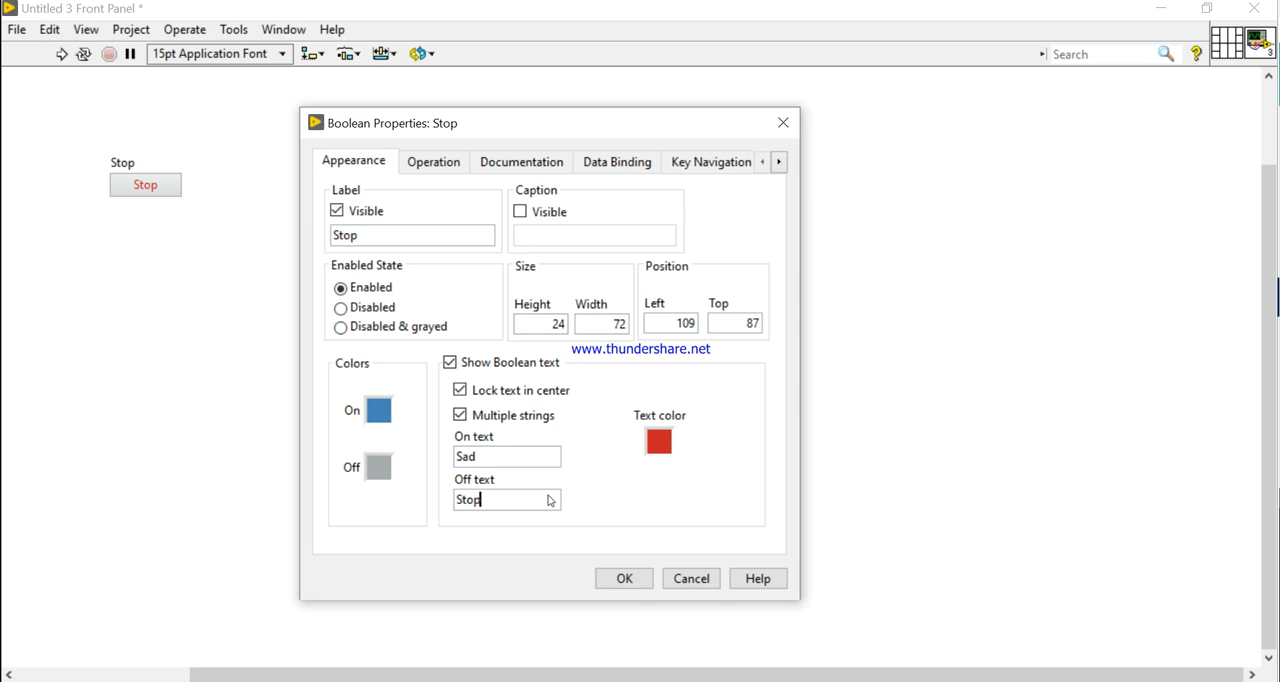 Untitled 3 Front Panel *
File Edit View Project Operate Tools Window Help
15pt Application Font
Search
?
3
Stop
Stop
Boolean Properties: Stop
Appearance Operation Documentation Data Binding Key Navigation
Label
Visible
Stop
Caption
Visible
Enabled State
Enabled
Disabled
Disabled & grayed
Size
Height Width
24 72
Position
Left Top
109 87
www.thundershare.net
Colors
On
Off
Show Boolean text
Lock text in center
Multiple strings
On text
Sad
Off text
Stop
Text color
OK Cancel Help